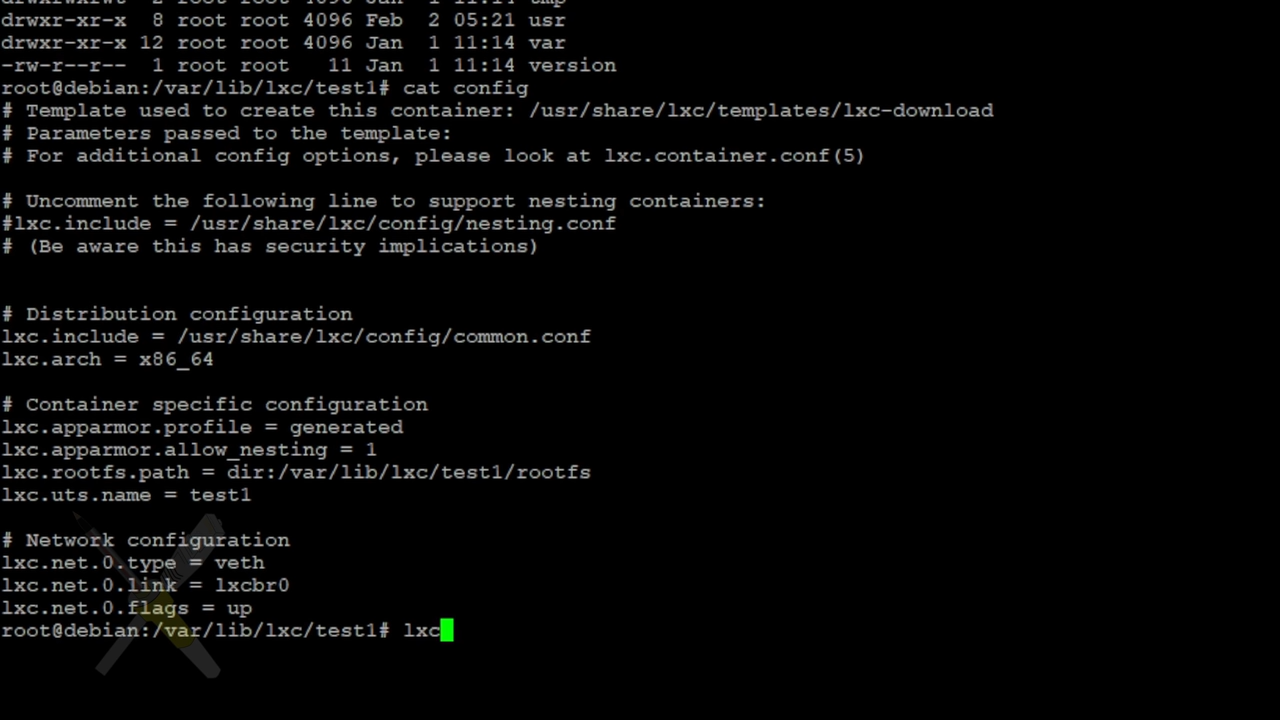 drwxr-xr-x  8 root root 4096 Feb  2 05:21 usr
drwxr-xr-x 12 root root 4096 Jan  1 11:14 var
-rw-r--r--  1 root root   11 Jan  1 11:14 version
root@debian:/var/lib/lxc/test1# cat config
# Template used to create this container: /usr/share/lxc/templates/lxc-download
# Parameters passed to the template:
# For additional config options, please look at lxc.container.conf(5)
# Uncomment the following line to support nesting containers:
#lxc.include = /usr/share/lxc/config/nesting.conf
# (Be aware this has security implications)
# Distribution configuration
lxc.include = /usr/share/lxc/config/common.conf
lxc.arch = x86_64
# Container specific configuration
lxc.apparmor.profile = generated
lxc.apparmor.allow_nesting = 1
lxc.rootfs.path = dir:/var/lib/lxc/test1/rootfs
lxc.uts.name = test1
# Network configuration
lxc.net.0.type = veth
lxc.net.0.link = lxcbr0
lxc.net.0.flags = up
root@debian:/var/lib/lxc/test1# lxc